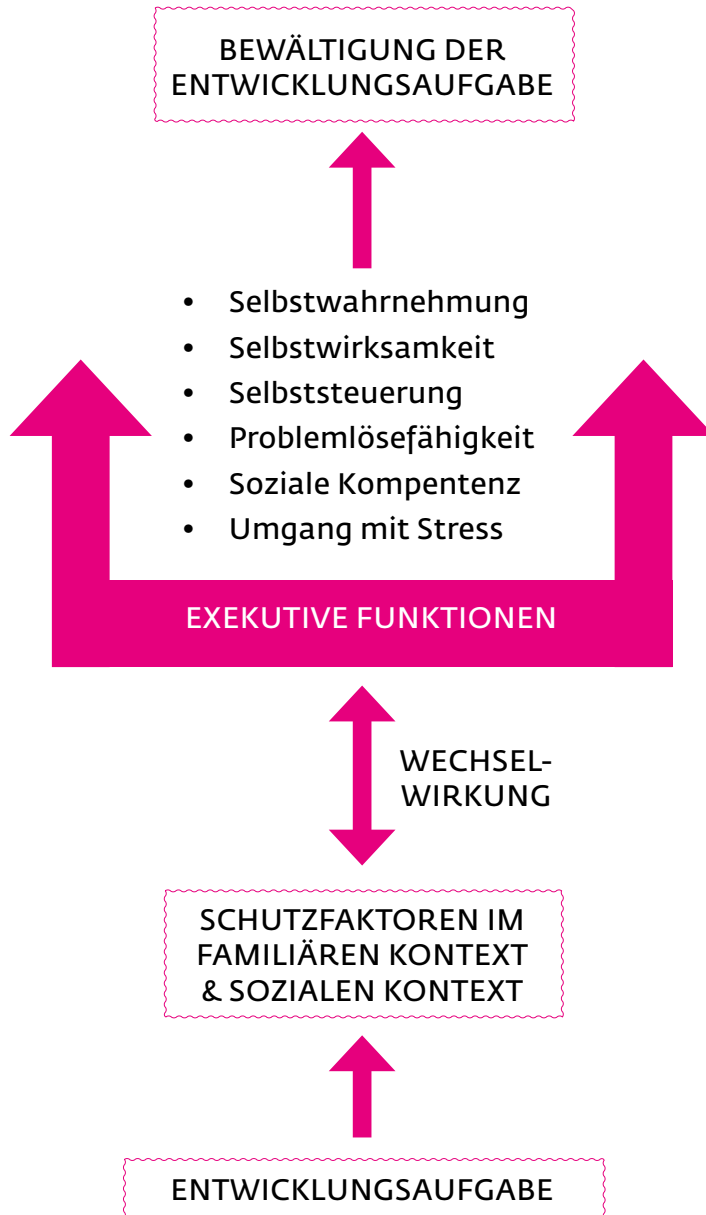 BEWÄLTIGUNG DER
ENTWICKLUNGSAUFGABE
• Selbstwahrnehmung
• Selbstwirksamkeit
• Selbststeuerung
• Problemlösefähigkeit
• Soziale Kompetenz
• Umgang mit Stress
EXEKUTIVE FUNKTIONEN
WECHSEL-
WIRKUNG
SCHUTZFAKTOREN IM
FAMILIÄREN KONTEXT
& SOZIALEN KONTEXT
ENTWICKLUNGSAUFGABE